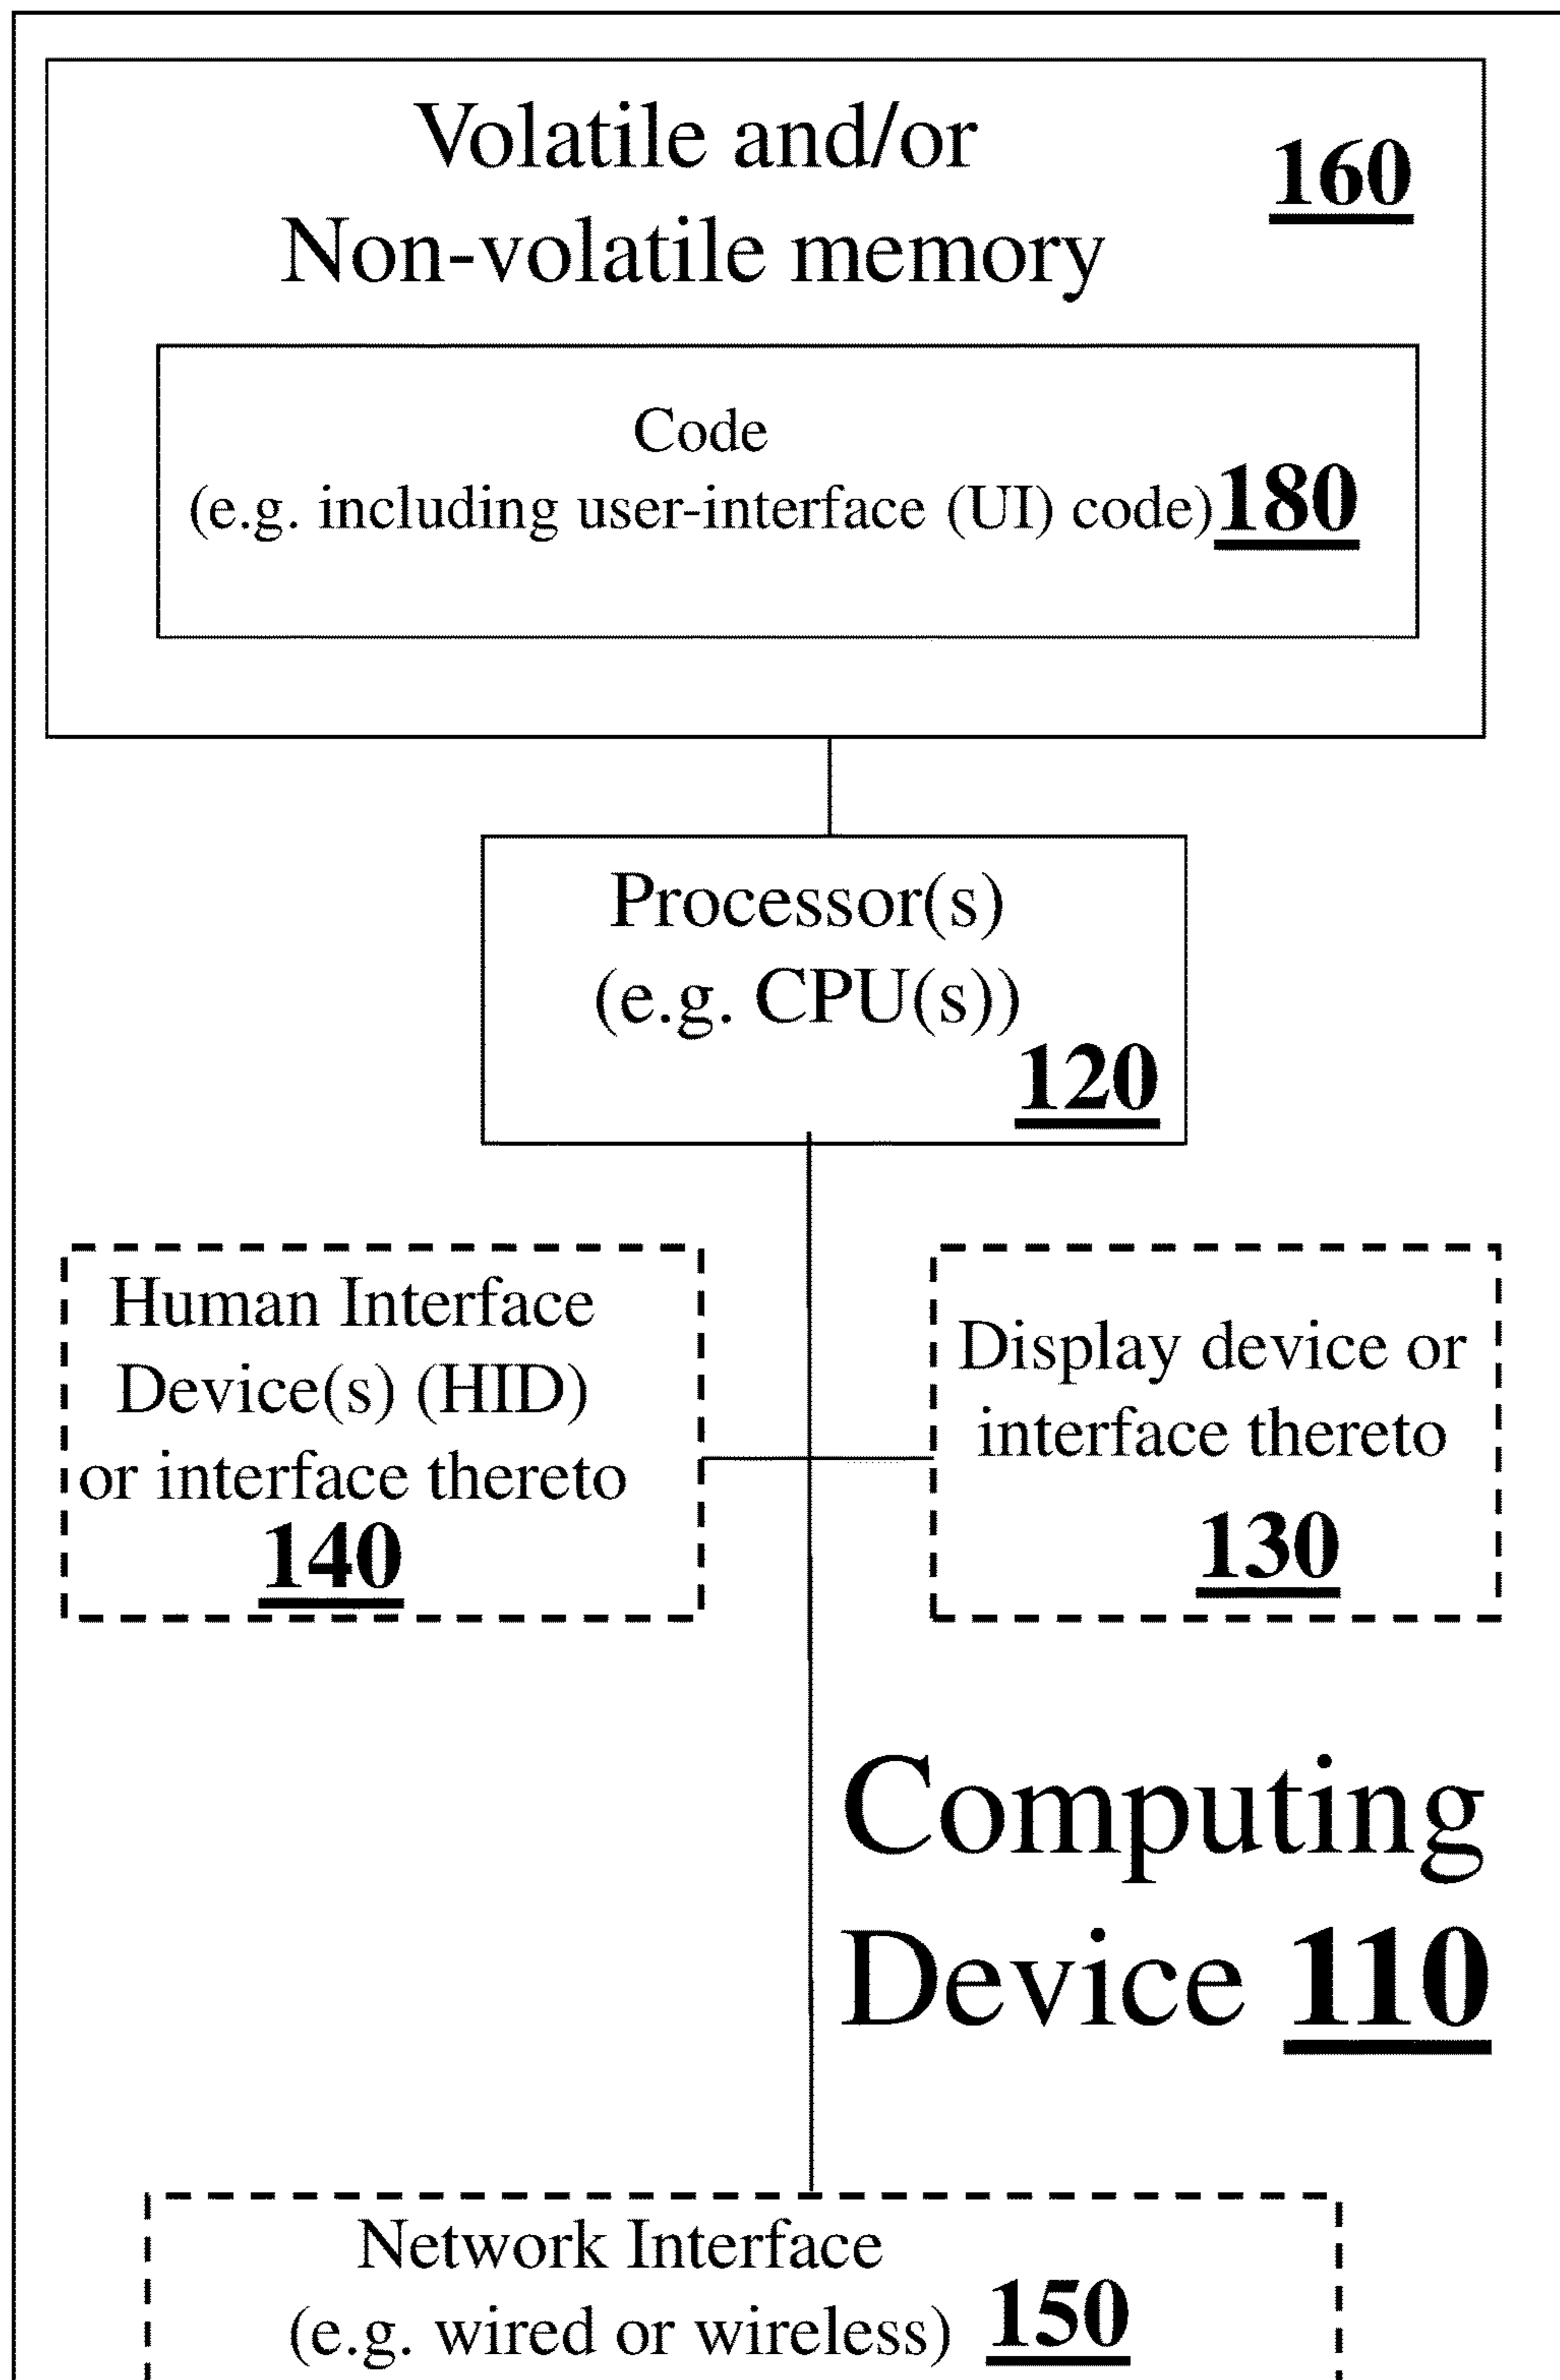 Volatile and/or
Non-volatile memory
160
Code
(e.g. including user-interface (UI) code)180
Processor(s)
(e.g. CPU(s))
120
Human Interface
Device(s) (HID)
or interface thereto
140
Display device or
interface thereto
130
Computing
Device 110
Network Interface
(e.g. wired or wireless) 150